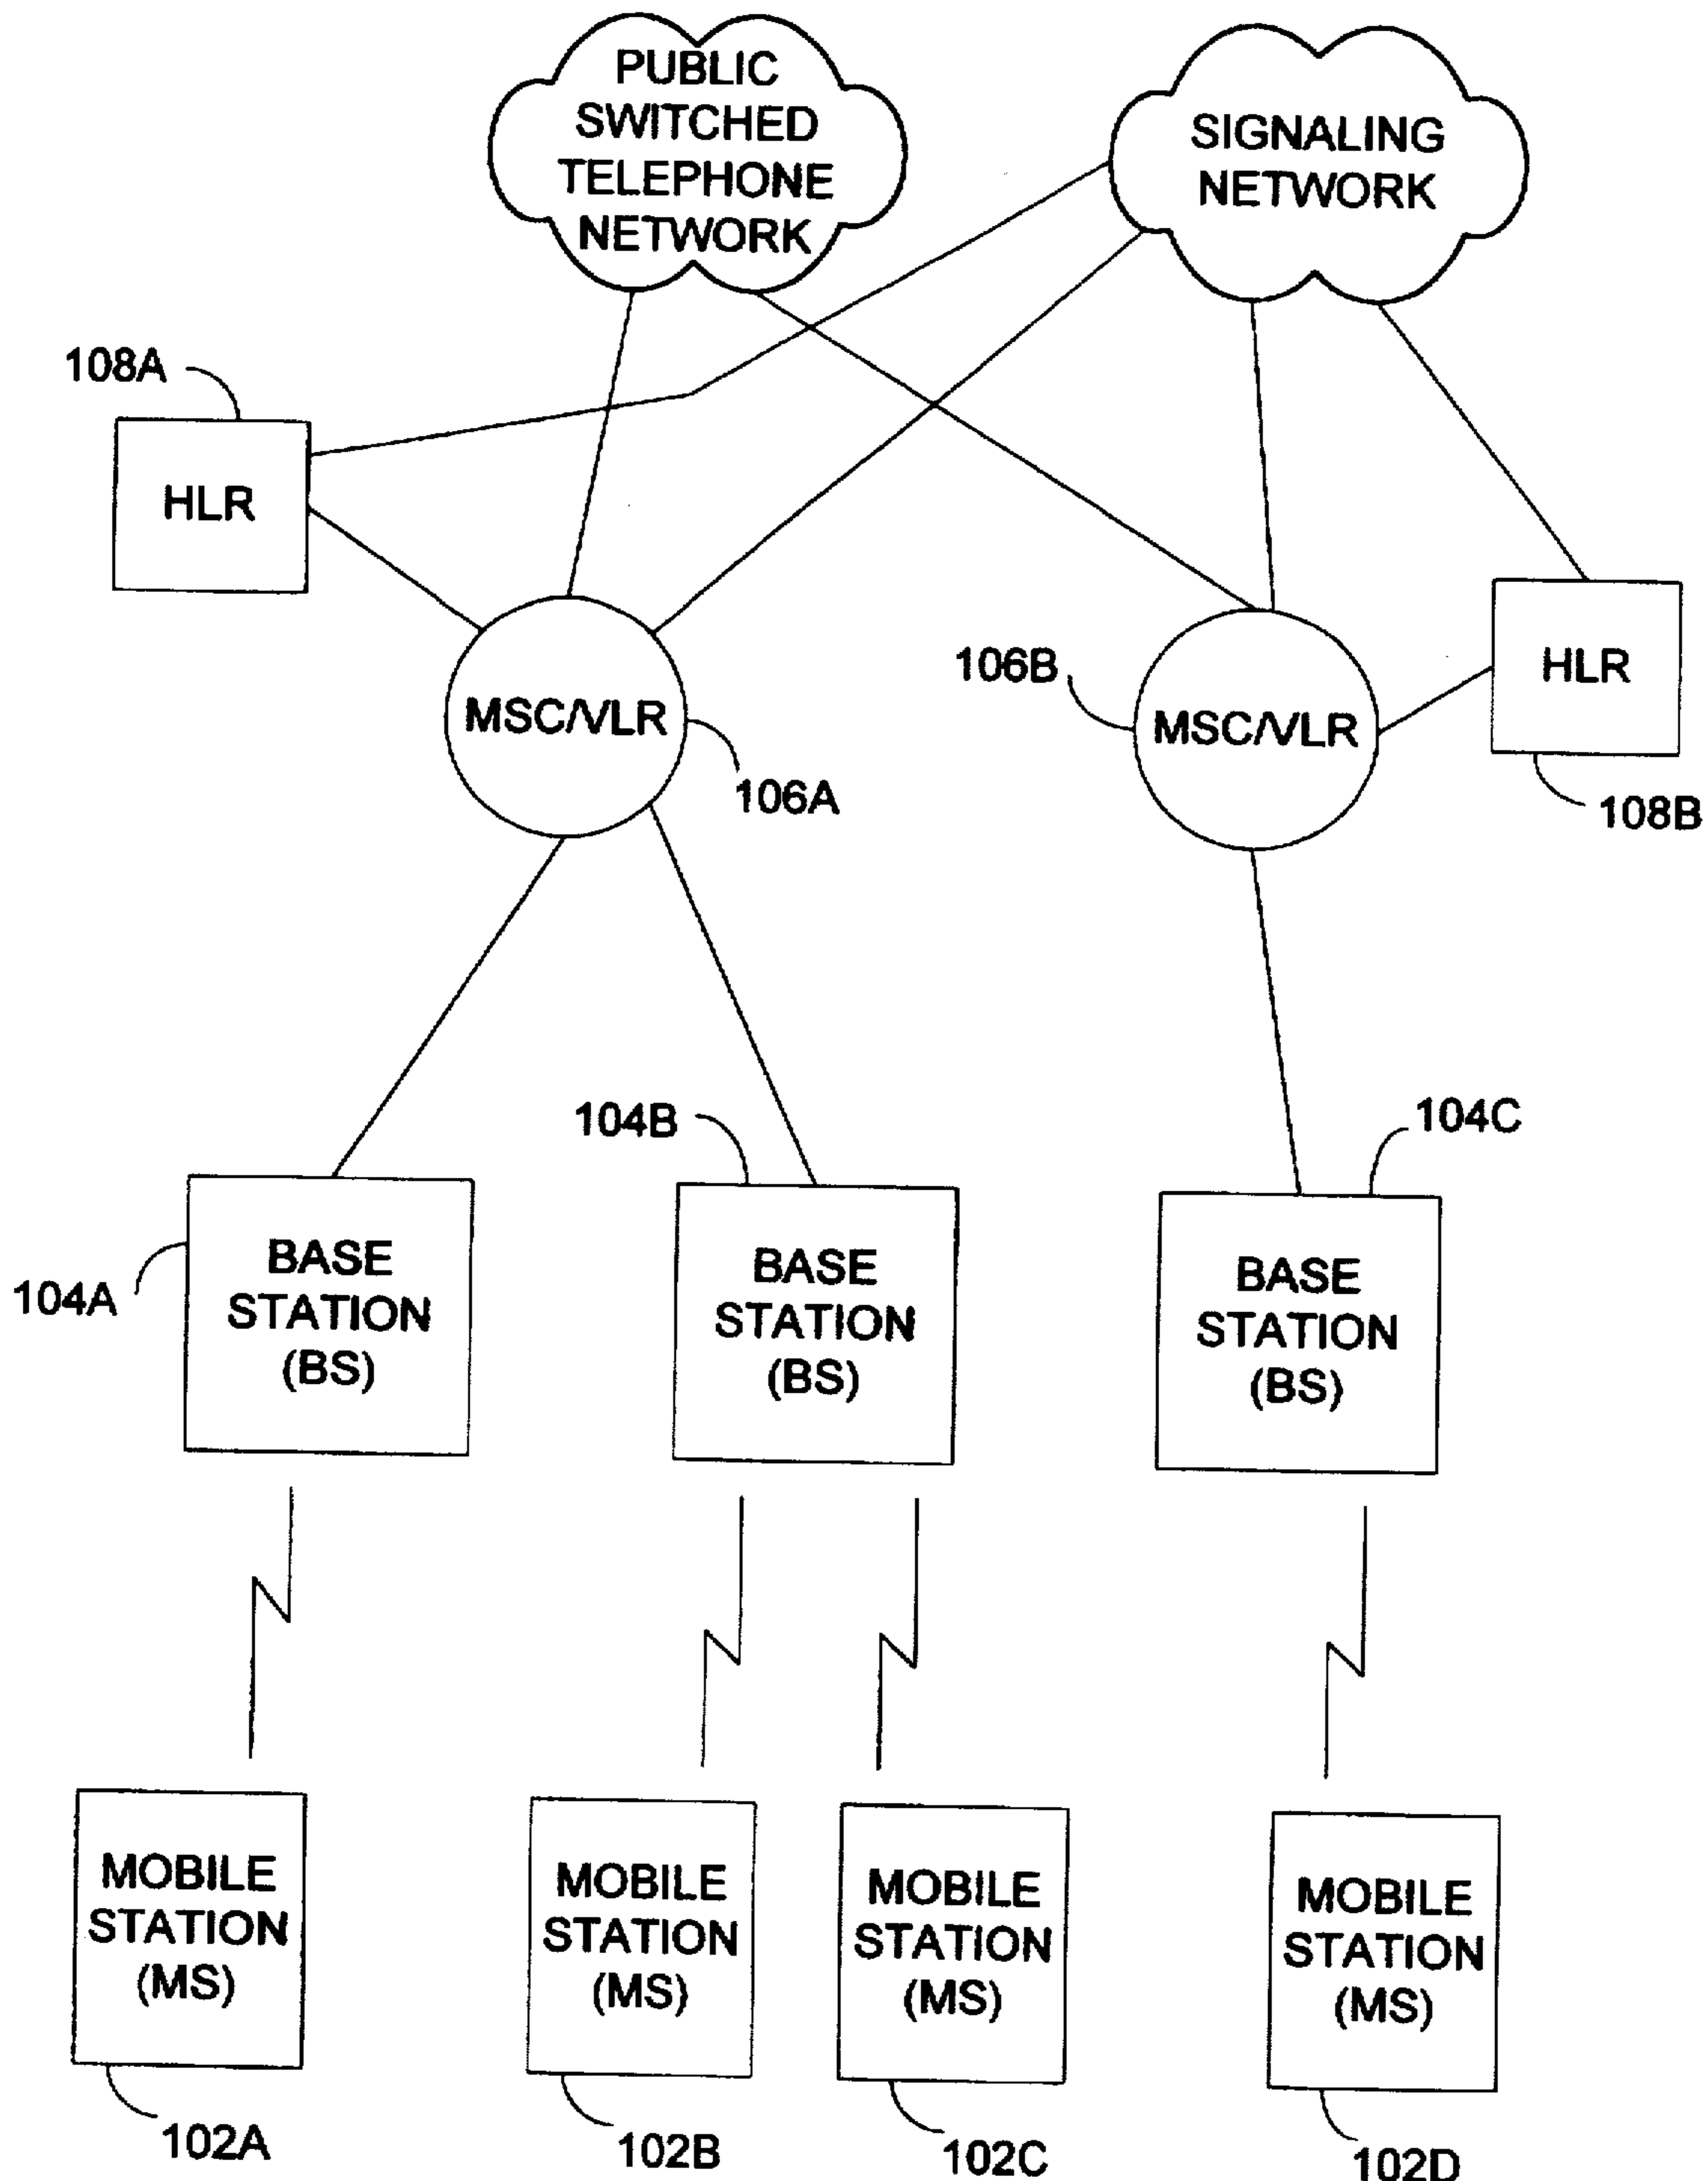 PUBLIC
SWITCHED
TELEPHONE
NETWORK
SIGNALING
NETWORK
108A
HLR
106B
HLR
MSC/VLR
MSC/VLR
106A
108B
104B
104C
104A
BASE
STATION
(BS)
BASE
STATION
(BS)
BASE
STATION
(BS)
MOBILE
STATION
(MS)
MOBILE
STATION
(MS)
MOBILE
STATION
(MS)
MOBILE
STATION
(MS)
102A
102B
102C
102D